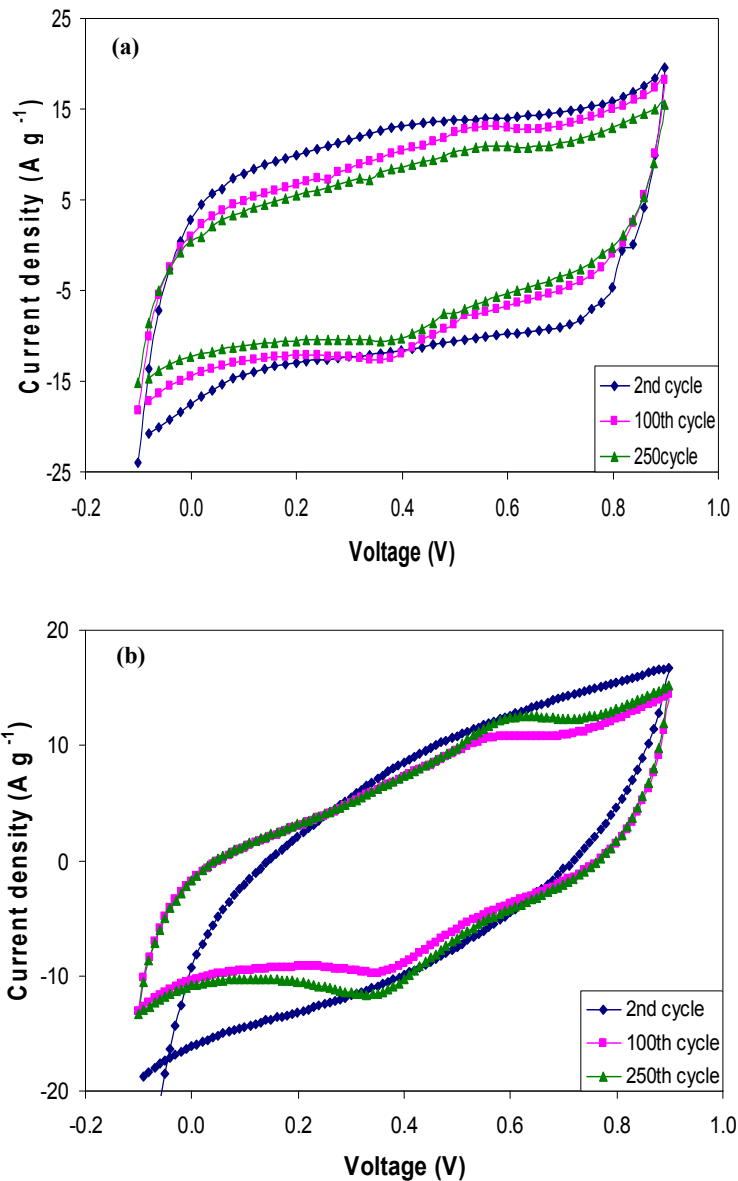 (a)
Current density (A g -1)
25
15
5
-5
-15
-25
-0.2 0.0 0.2 0.4 0.6 0.8 1.0
Voltage (V)
2nd cycle
100th cycle
250cycle
(b)
Current density (A g -1)
20
10
0
-10
-20
-0.2 0.0 0.2 0.4 0.6 0.8 1.0
Voltage (V)
2nd cycle
100th cycle
250th cycle